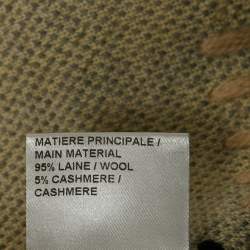 MATIERE PRINCIPALE /
MAIN MATERIAL
95% LAINE / WOOL
5% CASHMERE /
CASHMERE